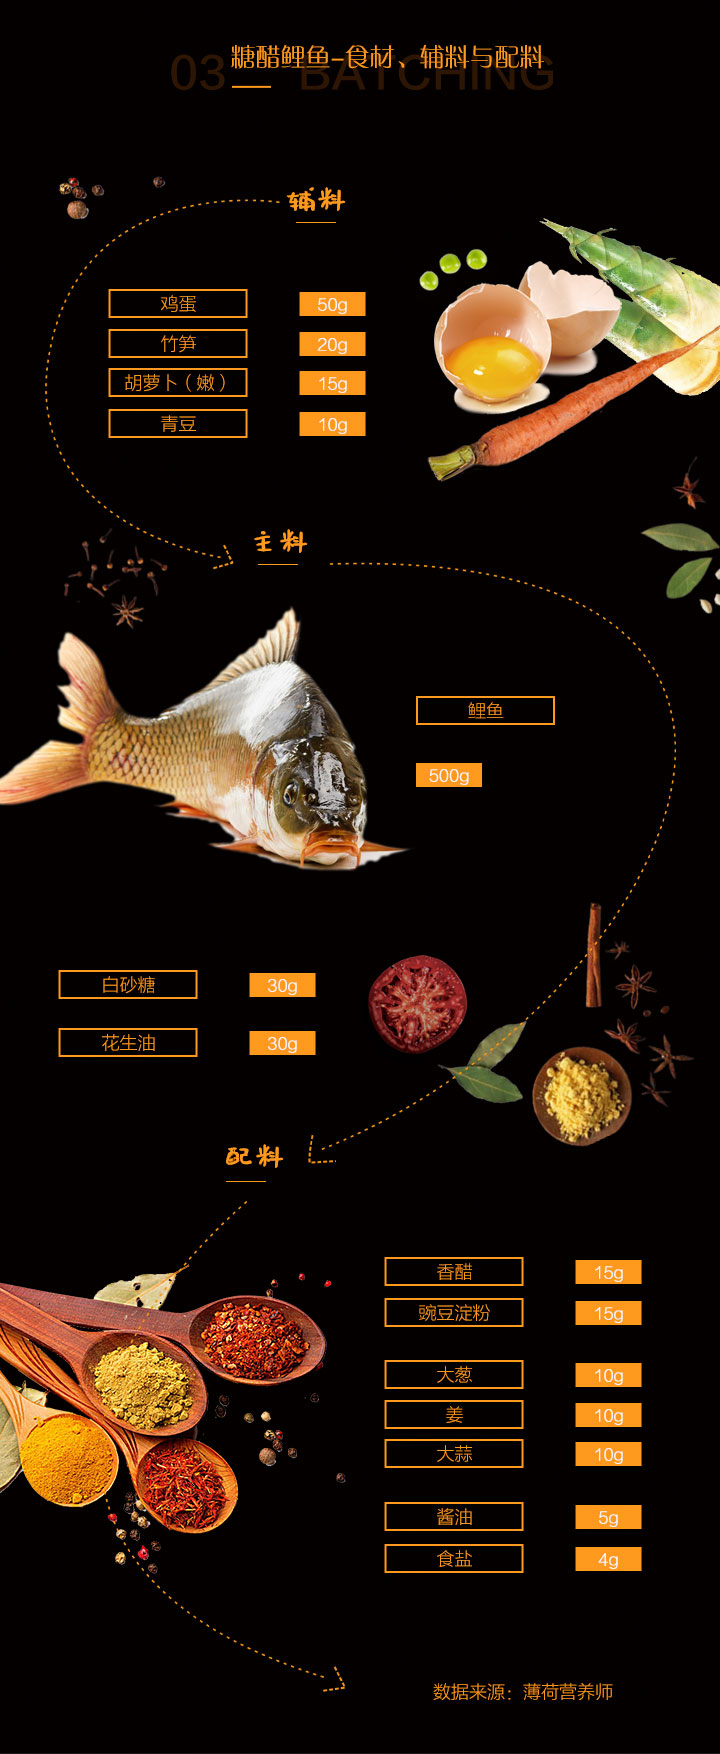 03 BATCHING
糖醋鲤鱼-食材、辅料与配料
辅料
鸡蛋 50g
竹笋 20g
胡萝卜（嫩） 15g
青豆 10g
主料
鲤鱼
500g
白砂糖 30g
花生油 30g
配料
香醋 15g
豌豆淀粉 15g
大葱 10g
姜 10g
大蒜 10g
酱油 5g
食盐 4g
数据来源：薄荷营养师